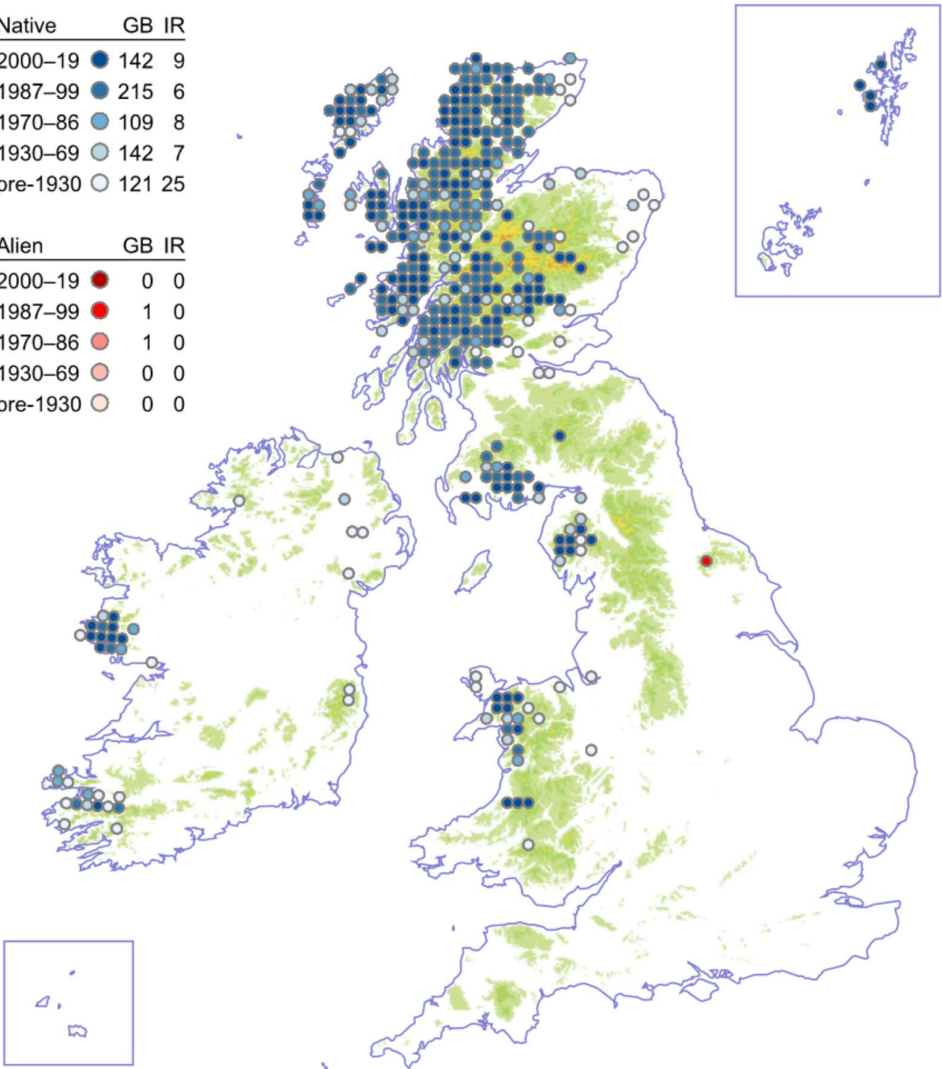 Native GB IR
2000–19 142 9
1987–99 215 6
1970–86 109 8
1930–69 142 7
ore-1930 121 25
Alien GB IR
2000–19 0 0
1987–99 1 0
1970–86 1 0
1930–69 0 0
ore-1930 0 0